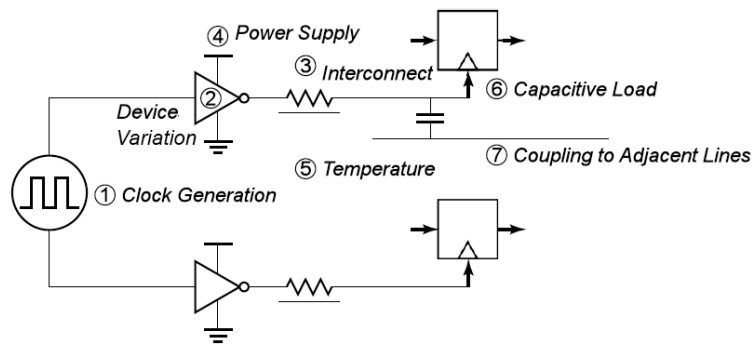 ④ Power Supply
③ Interconnect
② Device
Variation
⑥ Capacitive Load
⑦ Coupling to Adjacent Lines
⑤ Temperature
① Clock Generation